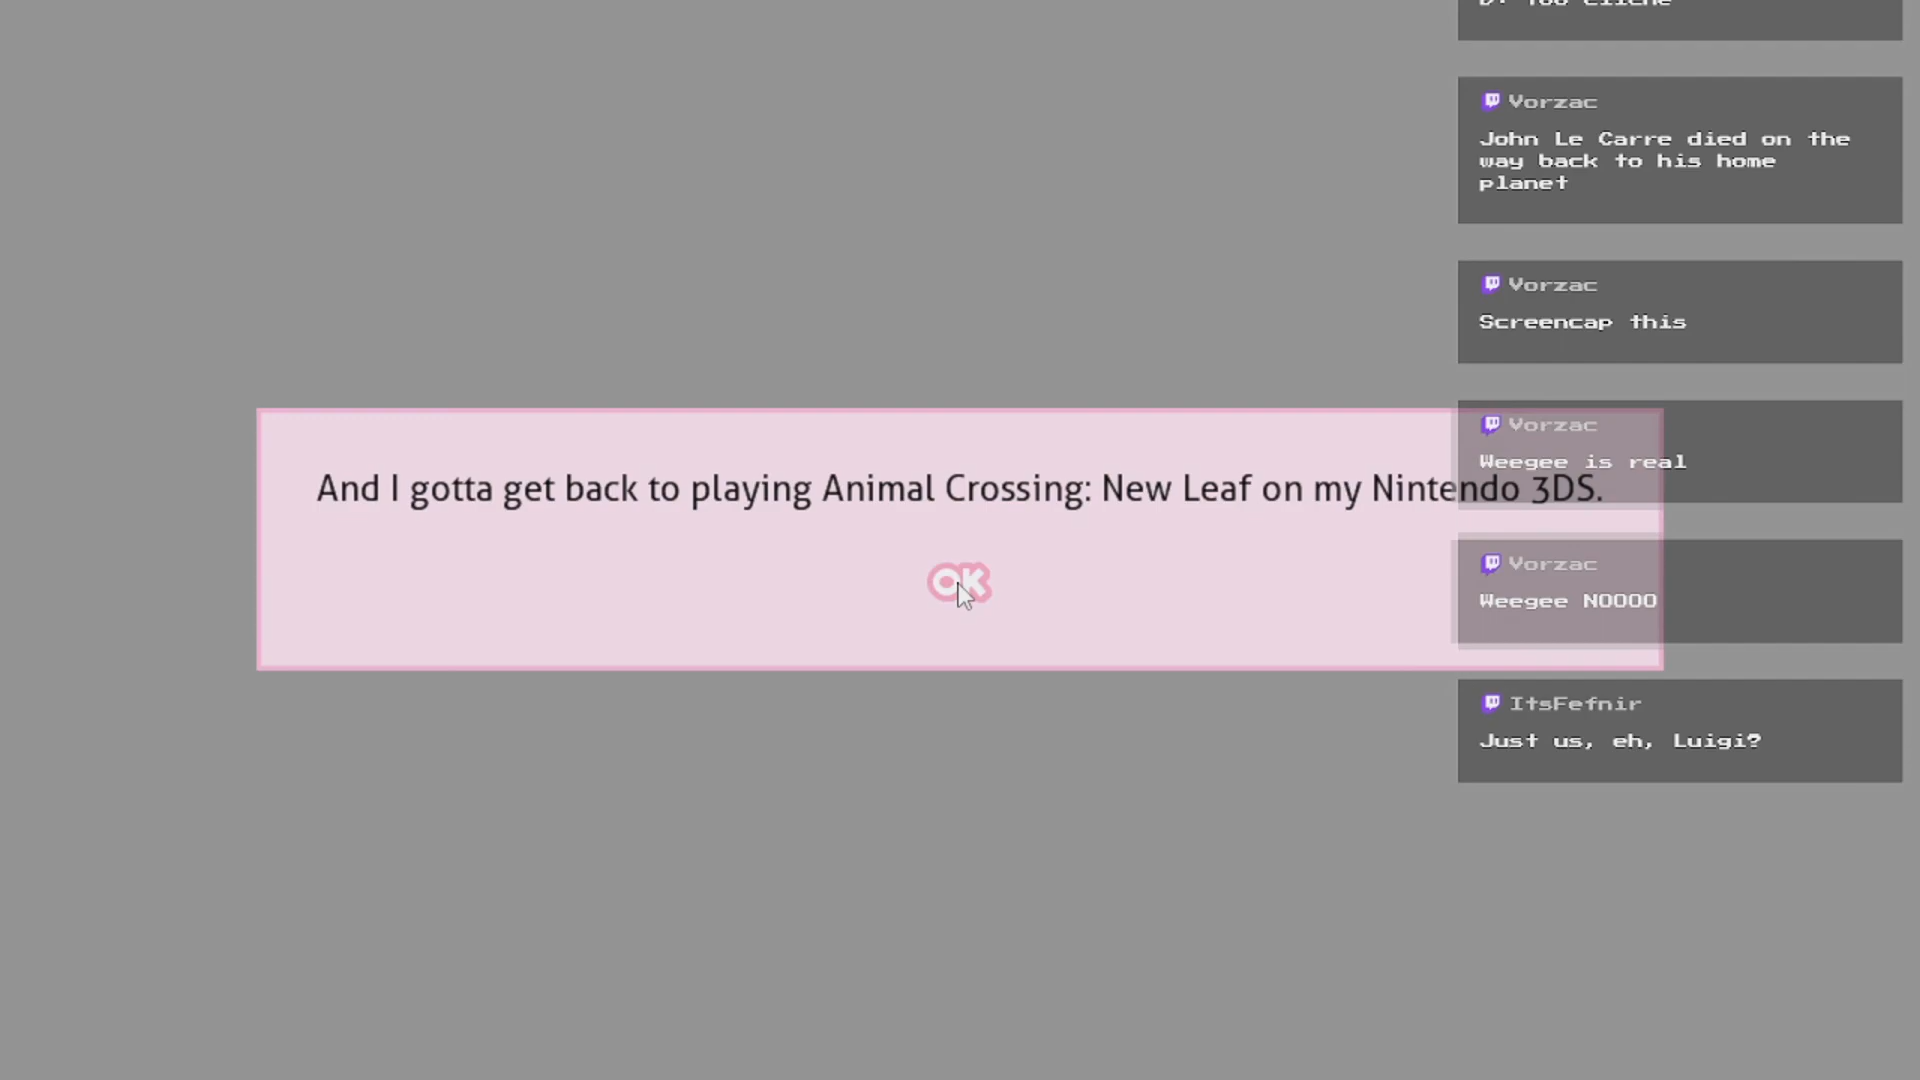 D: Too cliche
Vorzac
John Le Carre died on the
way back to his home
planet
Vorzac
Screencap this
Vorzac
Weegee is real
And I gotta get back to playing Animal Crossing: New Leaf on my Nintendo 3DS.
OK
Vorzac
Weegee NOOOO
ItsFefnir
Just us, eh, Luigi?